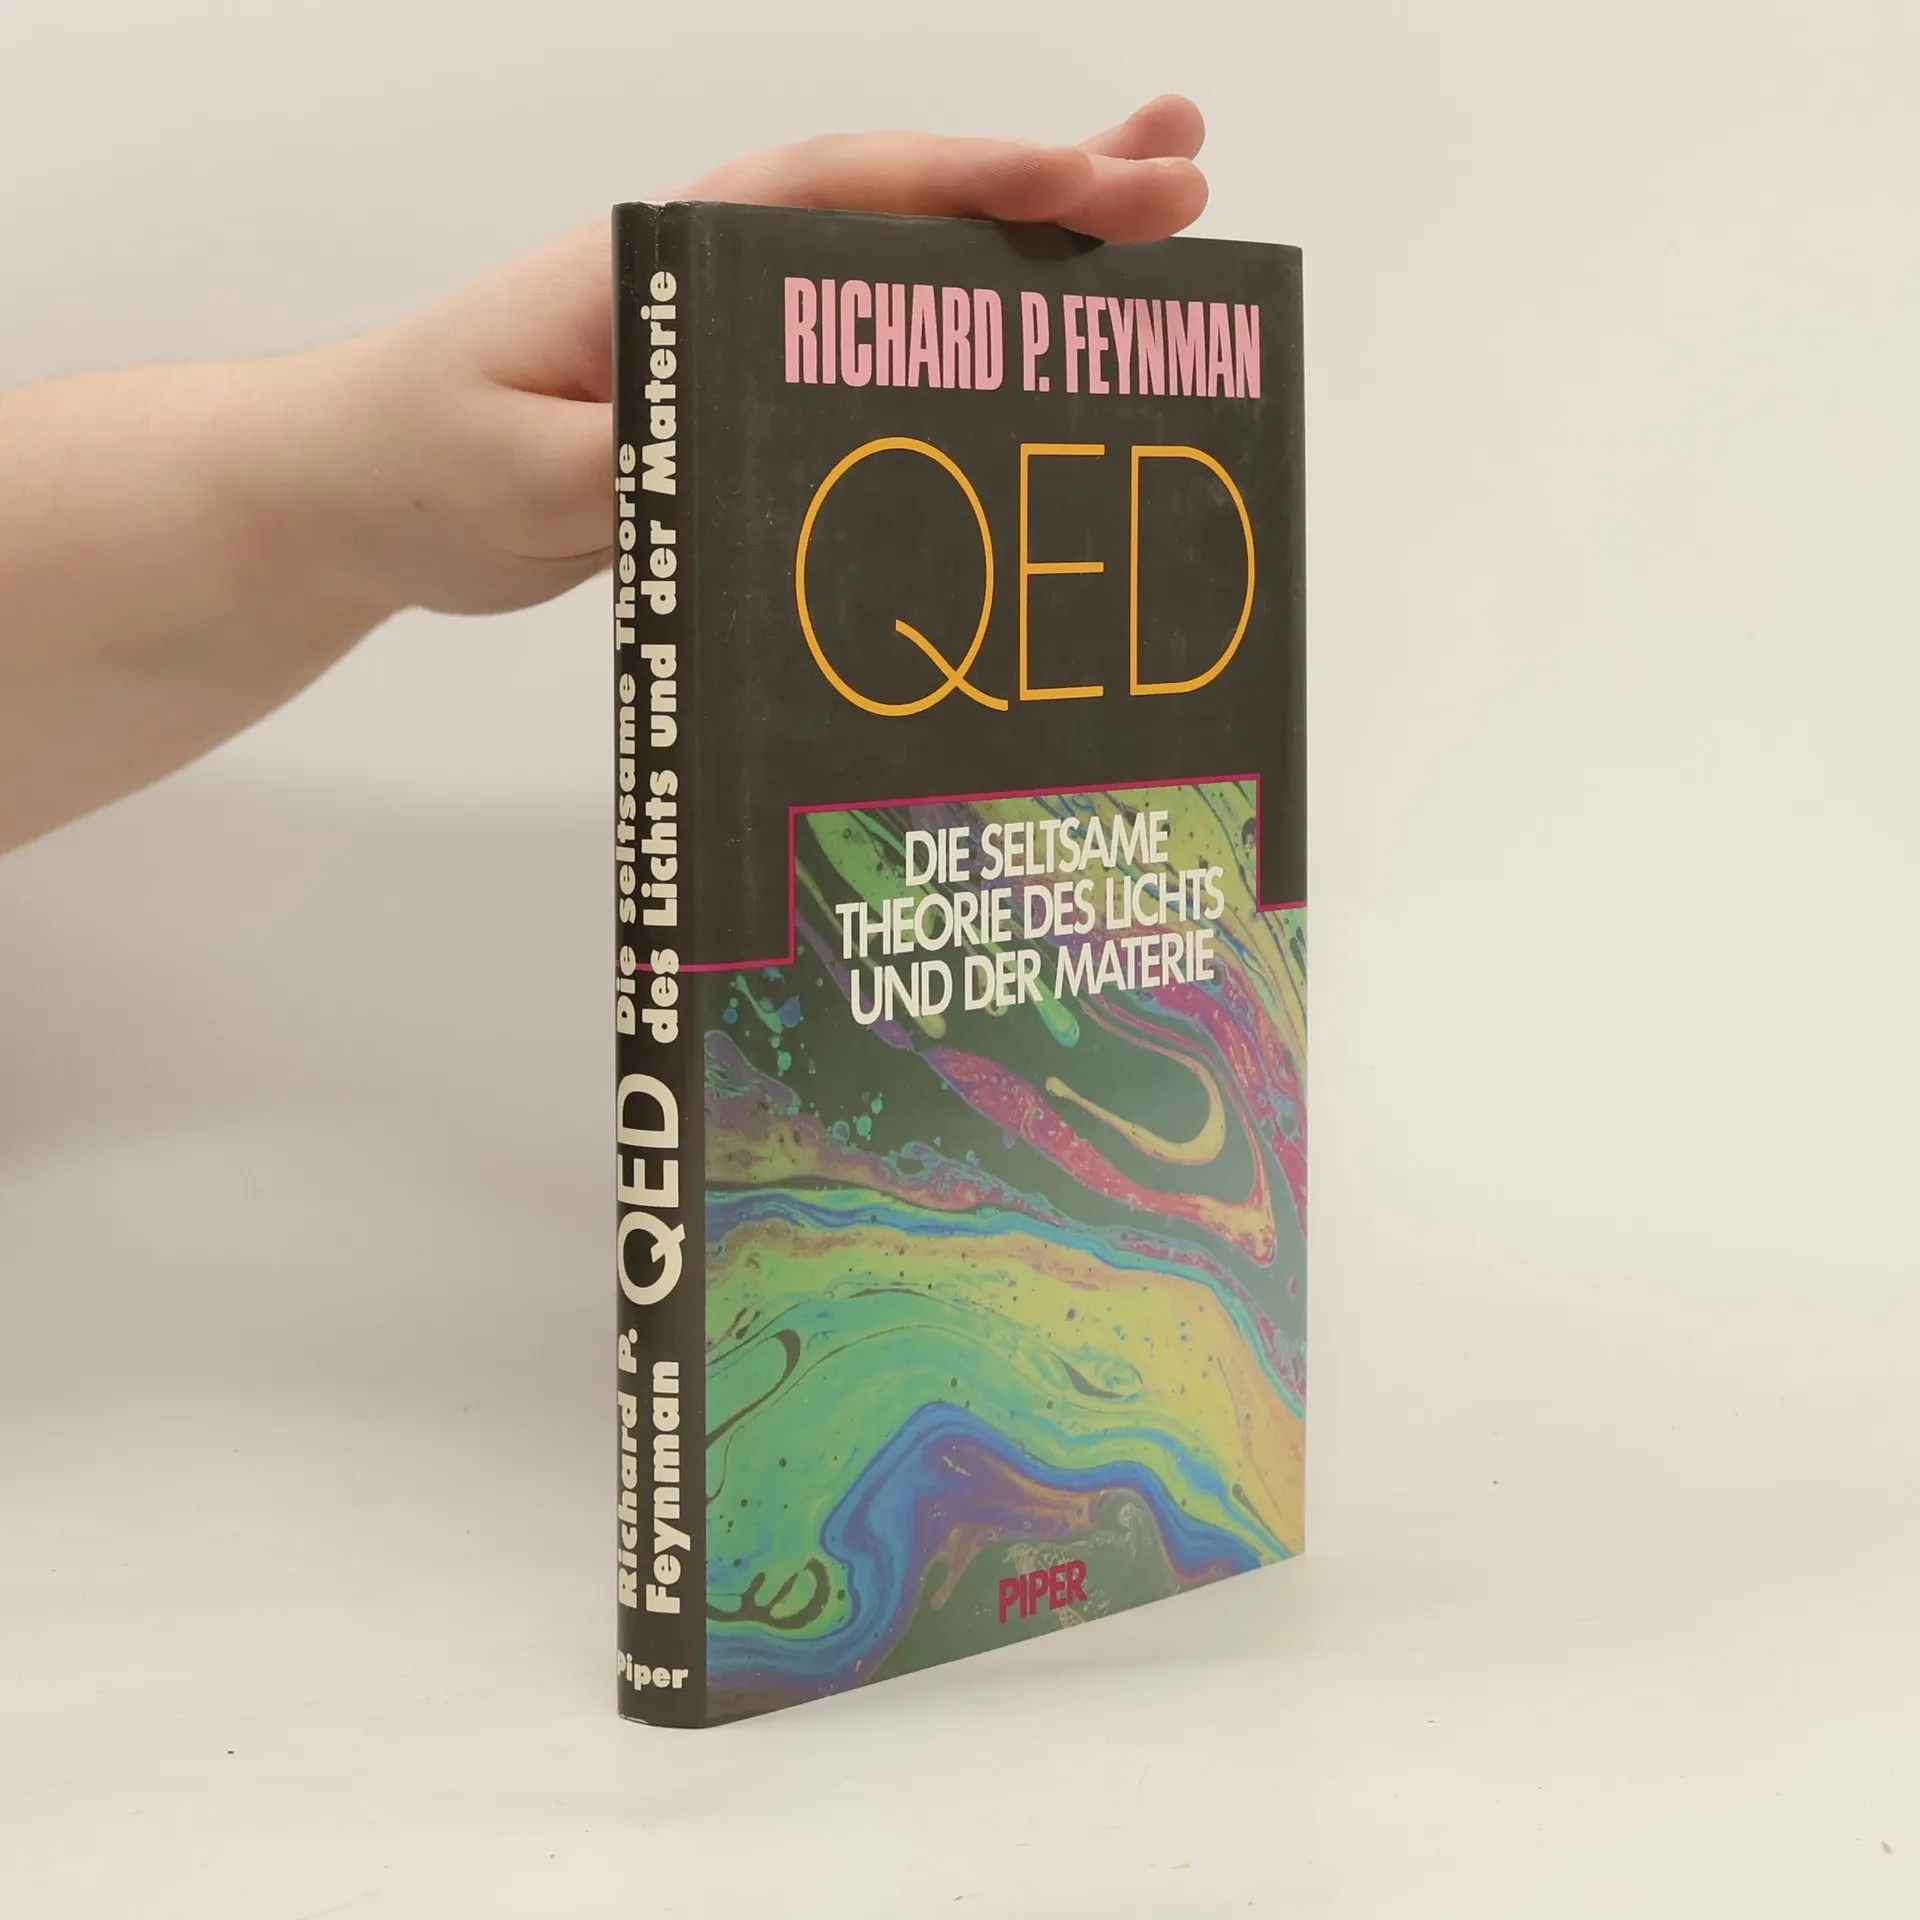 RICHARD P. FEYNMAN
QED
DIE SELTSAME
THEORIE DES LICHTS
UND DER MATERIE
PIPER
Richard P.
Feynman
QED
Die seltsame Theorie
des Lichts und der Materie
Piper